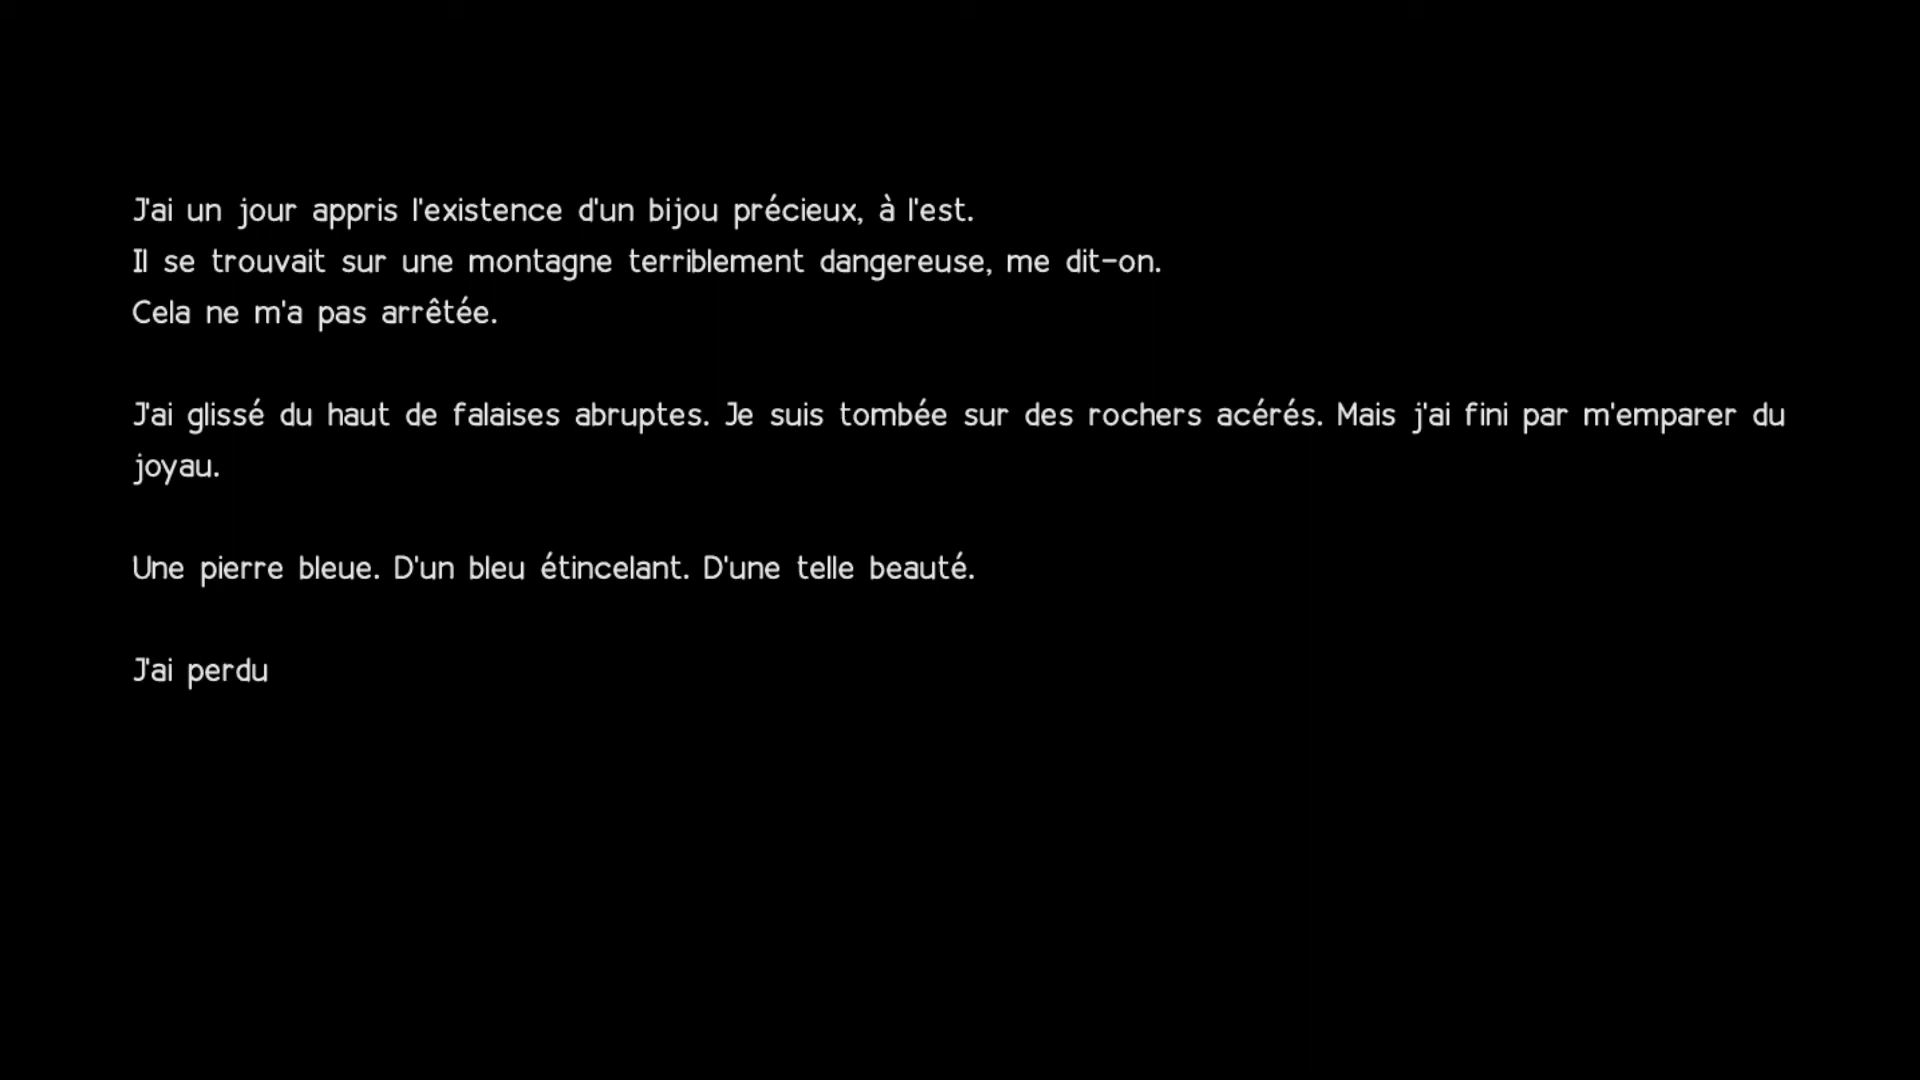 J'ai un jour appris l'existence d'un bijou précieux, à l'est.
Il se trouvait sur une montagne terriblement dangereuse, me dit-on.
Cela ne m'a pas arrêtée.
J'ai glissé du haut de falaises abruptes. Je suis tombée sur des rochers acérés. Mais j'ai fini par m'emparer du
joyau.
Une pierre bleue. D'un bleu étincelant. D'une telle beauté.
J'ai perdu